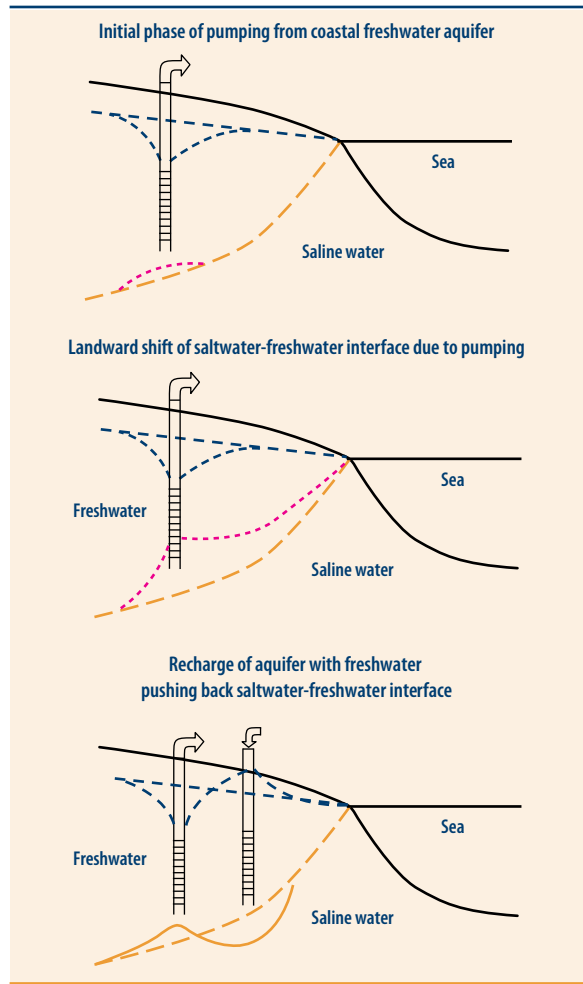 Initial phase of pumping from coastal freshwater aquifer
Sea
Saline water
Landward shift of saltwater-freshwater interface due to pumping
Sea
Freshwater
Saline water
Recharge of aquifer with freshwater
pushing back saltwater-freshwater interface
Sea
Freshwater
Saline water